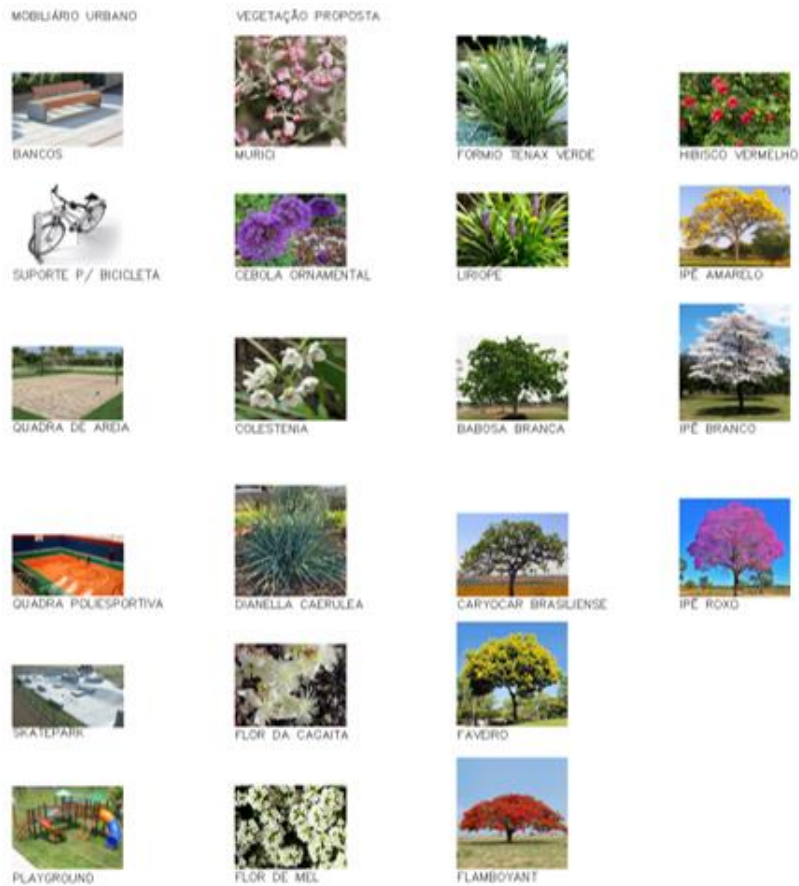 MOBILIÁRIO URBANO
VEGETAÇÃO PROPOSTA
BANCOS
MURICI
FORMIO TENAX VERDE
HIBISCO VERMELHO
SUPORTE P/ BICICLETA
CEBOLA ORNAMENTAL
LIRIOPE
IPÊ AMARELO
QUADRA DE AREIA
COLESTENIA
BABOSA BRANCA
IPÊ BRANCO
QUADRA POLIESPORTIVA
DIANELLA CAERULEA
CARYOCAR BRASILIENSE
IPÊ ROXO
SKATEPARK
FLOR DA CAGAITA
FAVEIRO
PLAYGROUND
FLOR DE MEL
FLAMBOYANT